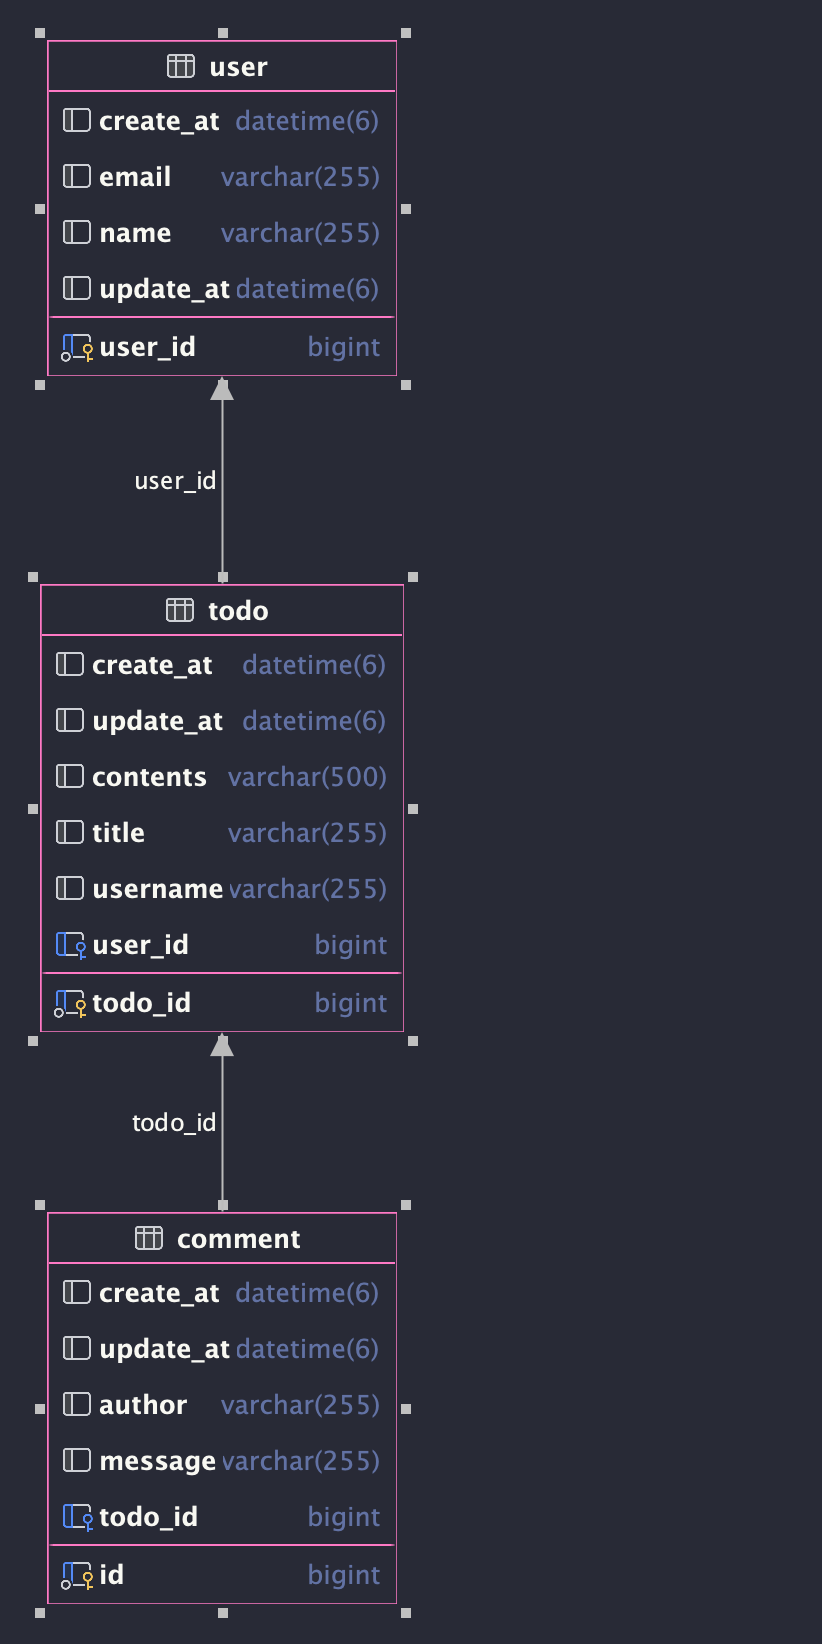 user
create_at datetime(6)
email varchar(255)
name varchar(255)
update_at datetime(6)
user_id bigint
user_id
todo
create_at datetime(6)
update_at datetime(6)
contents varchar(500)
title varchar(255)
username varchar(255)
user_id bigint
todo_id bigint
todo_id
comment
create_at datetime(6)
update_at datetime(6)
author varchar(255)
message varchar(255)
todo_id bigint
id bigint